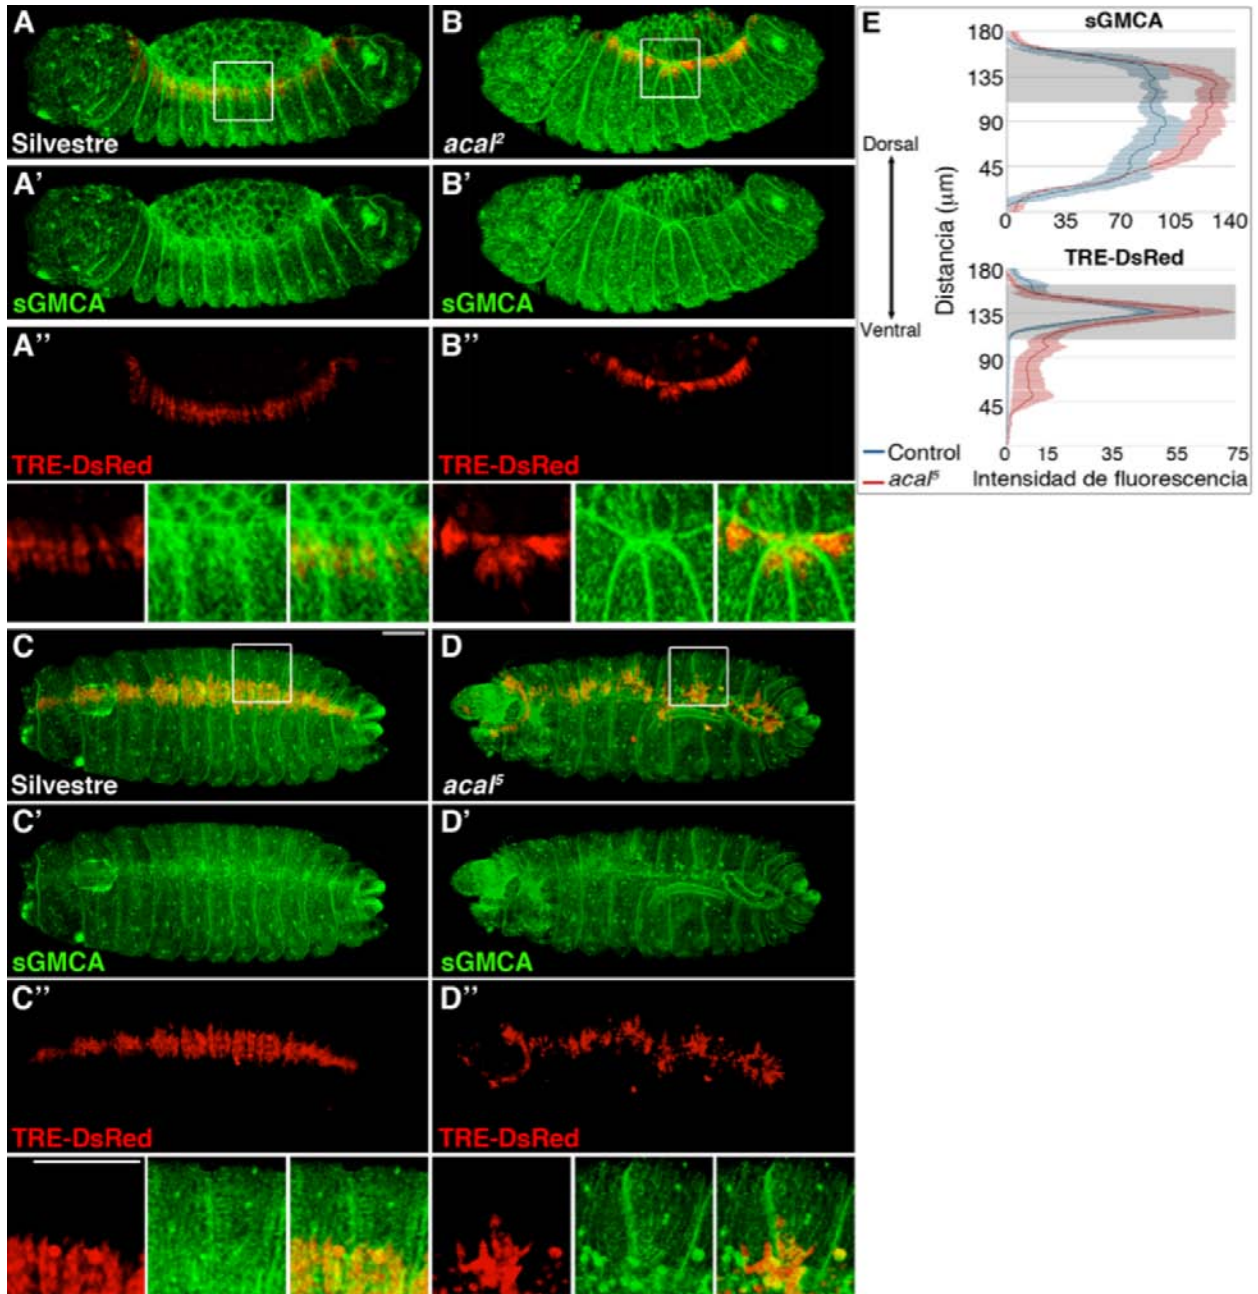 A
Silvestre
B
acal²
A’
sGMCA
B’
sGMCA
A’’
TRE-DsRed
B’’
TRE-DsRed
C
Silvestre
D
acal⁵
C’
sGMCA
D’
sGMCA
C’’
TRE-DsRed
D’’
TRE-DsRed
E
sGMCA
180
135
90
45
0 35 70 105 140
Dorsal
Ventral
Distancia (µm)
TRE-DsRed
180
135
90
45
0 15 35 55 75
Control
acal⁵
Intensidad de fluorescencia